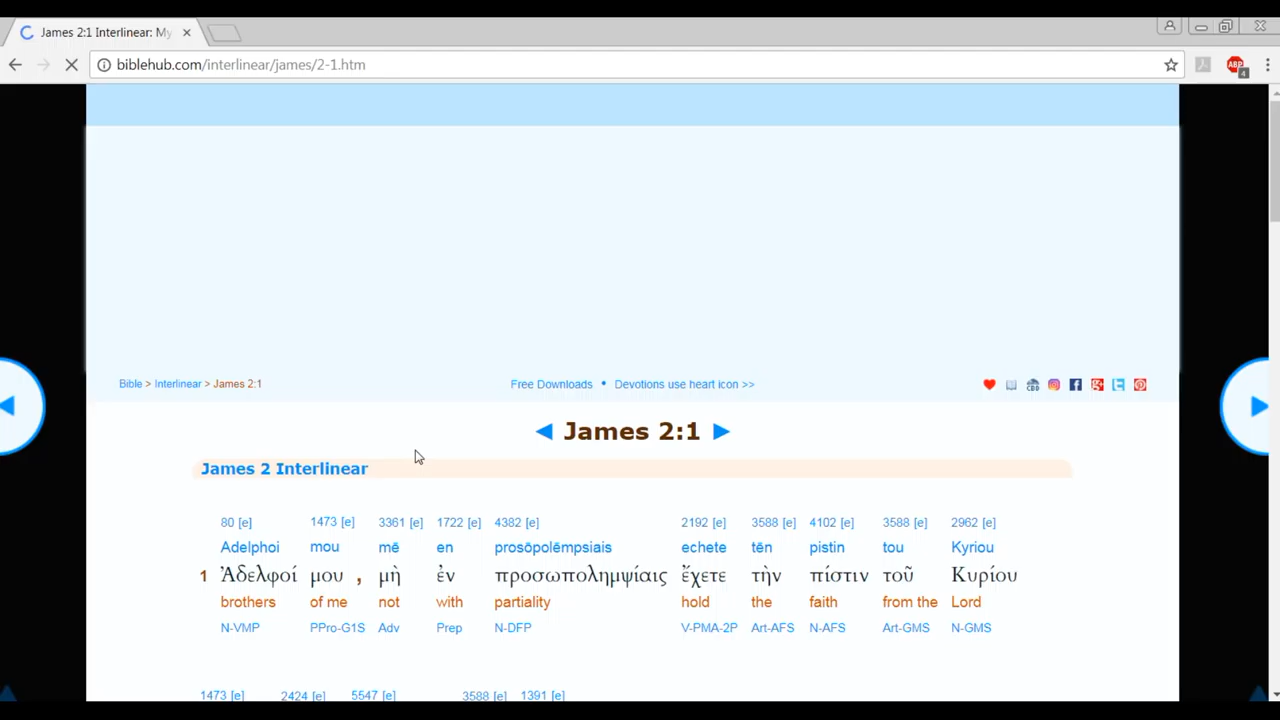 James 2:1 Interlinear: My
biblehub.com/interlinear/james/2-1.htm
ABP
4
Bible > Interlinear > James 2:1
Free Downloads • Devotions use heart icon >>
◄ James 2:1 ►
James 2 Interlinear
80 [e] 1473 [e] 3361 [e] 1722 [e] 4382 [e] 2192 [e] 3588 [e] 4102 [e] 3588 [e] 2962 [e]
Adelphoi mou mē en prosōpolēmpsiais echete tēn pistin tou Kyriou
1 Ἀδελφοί μου , μὴ ἐν προσωπολημψίαις ἔχετε τὴν πίστιν τοῦ Κυρίου
brothers of me not with partiality hold the faith from the Lord
N-VMP PPro-G1S Adv Prep N-DFP V-PMA-2P Art-AFS N-AFS Art-GMS N-GMS
1473 [e] 2424 [e] 5547 [e] 3588 [e] 1391 [e]